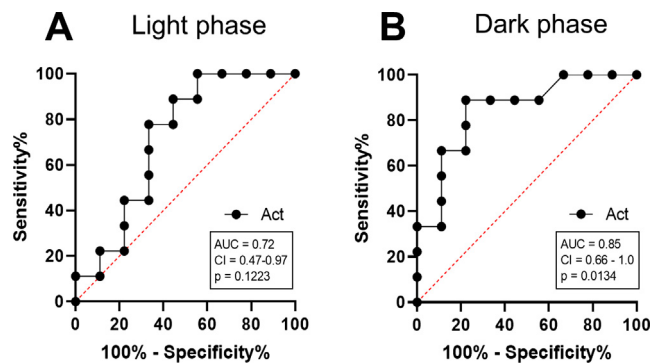 A
Light phase
Sensitivity%
100
80
60
40
20
0
Act
AUC = 0.72
CI = 0.47-0.97
p = 0.1223
0 20 40 60 80 100
100% - Specificity%
B
Dark phase
Sensitivity%
100
80
60
40
20
0
Act
AUC = 0.85
CI = 0.66 - 1.0
p = 0.0134
0 20 40 60 80 100
100% - Specificity%